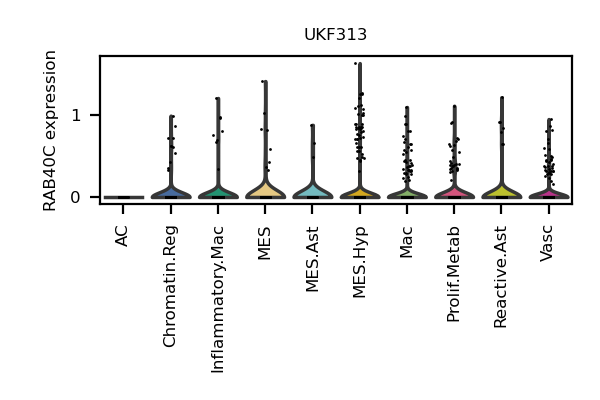 UKF313
RAB40C expression
1
0
AC
Chromatin.Reg
Inflammatory.Mac
MES
MES.Ast
MES.Hyp
Mac
Prolif.Metab
Reactive.Ast
Vasc